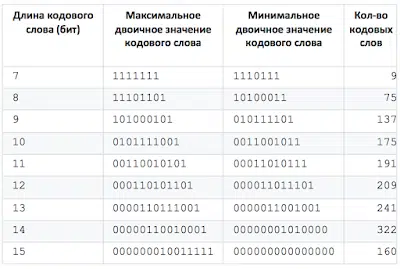 Длина кодового Максимальное Минимальное Кол-во
слова (бит) двоичное значение двоичное значение кодовых
кодового слова кодового слова слов
7 1111111 1110111 9
8 11101101 10100011 75
9 101000101 010111101 137
10 0101111001 0011001011 175
11 00110010101 00011010111 191
12 000110101101 000011011101 209
13 0000110111001 0000011001001 241
14 00000110010001 00000001010000 322
15 000000010011111 000000000000000 160